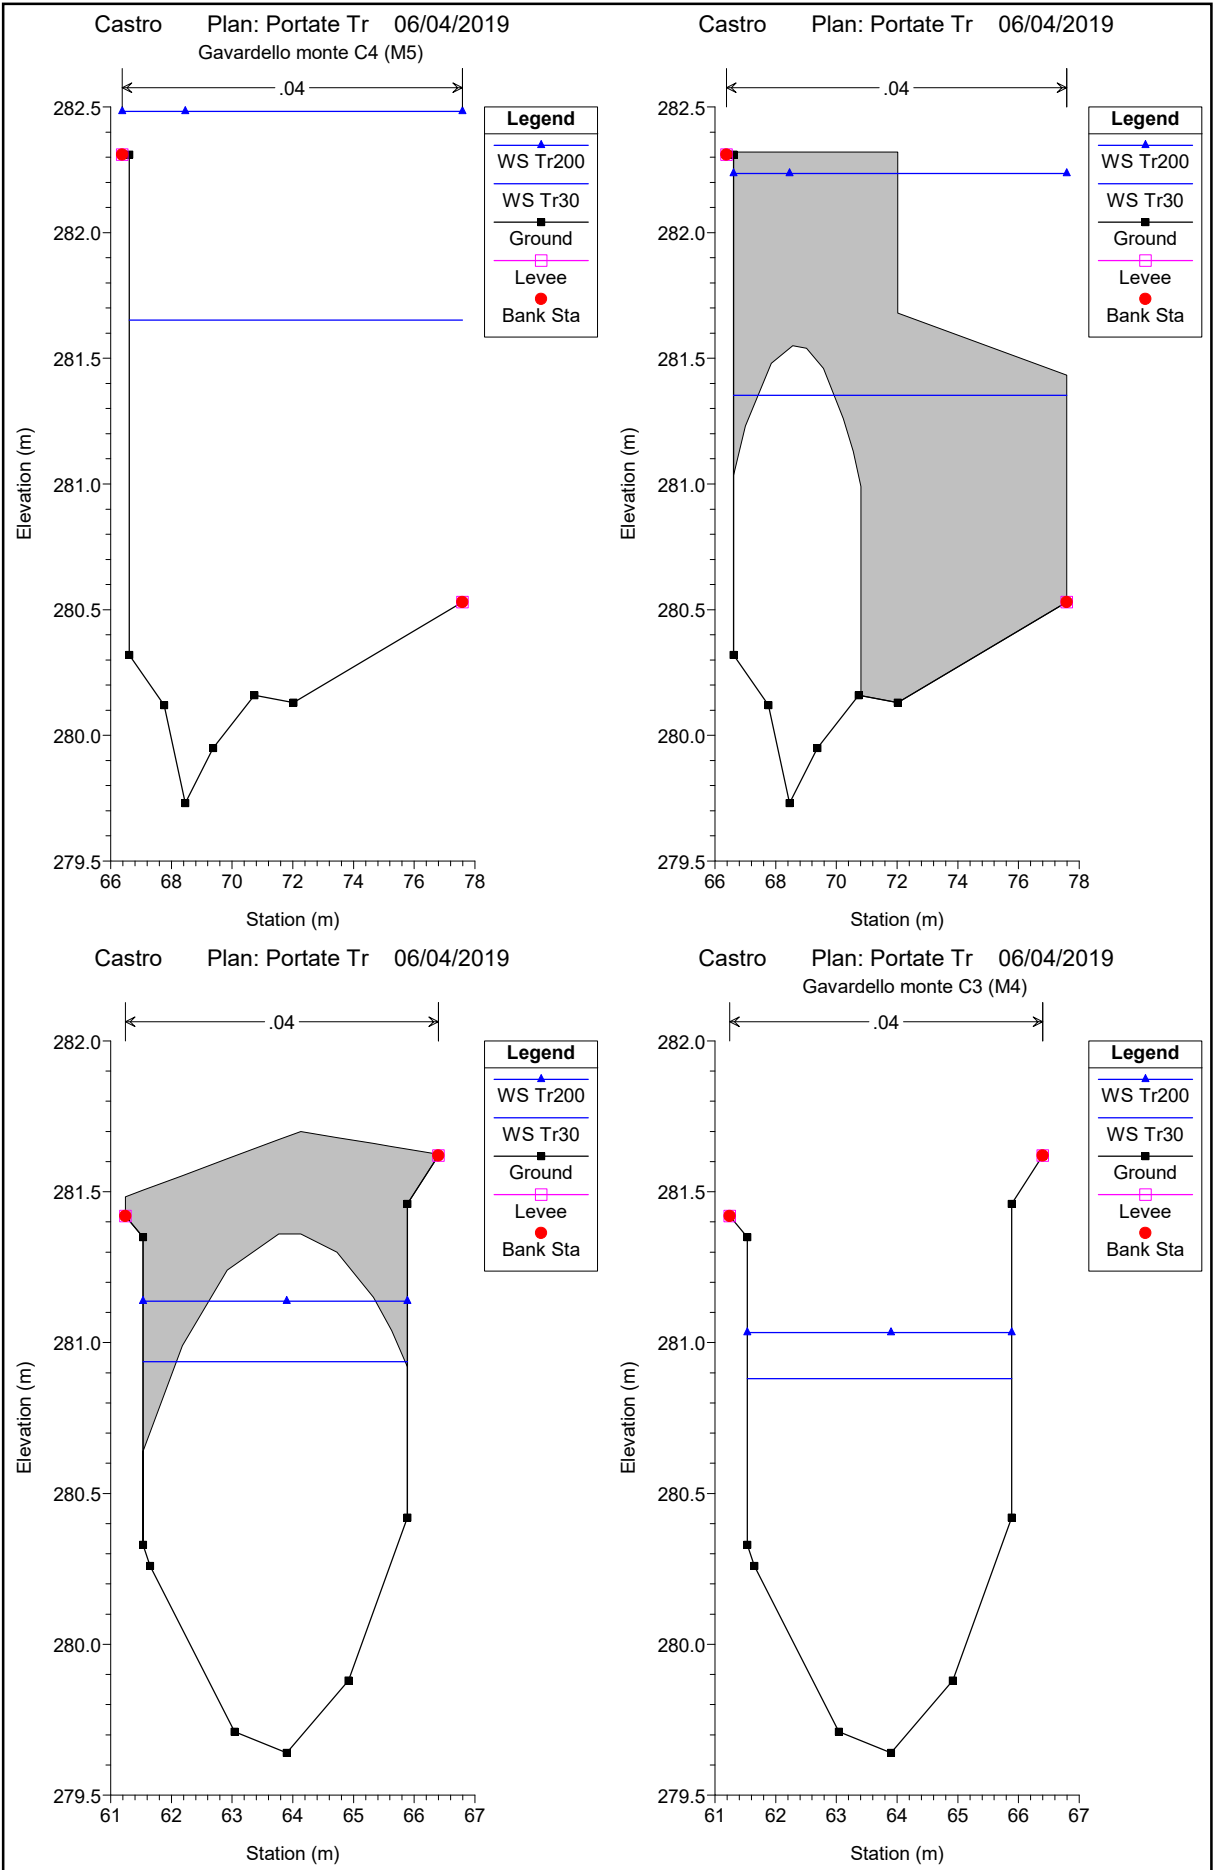 Castro Plan: Portate Tr 06/04/2019
Gavardello monte C4 (M5)
.04
282.5
282.0
281.5
281.0
280.5
280.0
279.5
66 68 70 72 74 76 78
Station (m)
Elevation (m)
Legend
WS Tr200
WS Tr30
Ground
Levee
Bank Sta
Castro Plan: Portate Tr 06/04/2019
.04
282.5
282.0
281.5
281.0
280.5
280.0
279.5
66 68 70 72 74 76 78
Station (m)
Elevation (m)
Legend
WS Tr200
WS Tr30
Ground
Levee
Bank Sta
Castro Plan: Portate Tr 06/04/2019
.04
282.0
281.5
281.0
280.5
280.0
279.5
61 62 63 64 65 66 67
Station (m)
Elevation (m)
Legend
WS Tr200
WS Tr30
Ground
Levee
Bank Sta
Castro Plan: Portate Tr 06/04/2019
Gavardello monte C3 (M4)
.04
282.0
281.5
281.0
280.5
280.0
279.5
61 62 63 64 65 66 67
Station (m)
Elevation (m)
Legend
WS Tr200
WS Tr30
Ground
Levee
Bank Sta